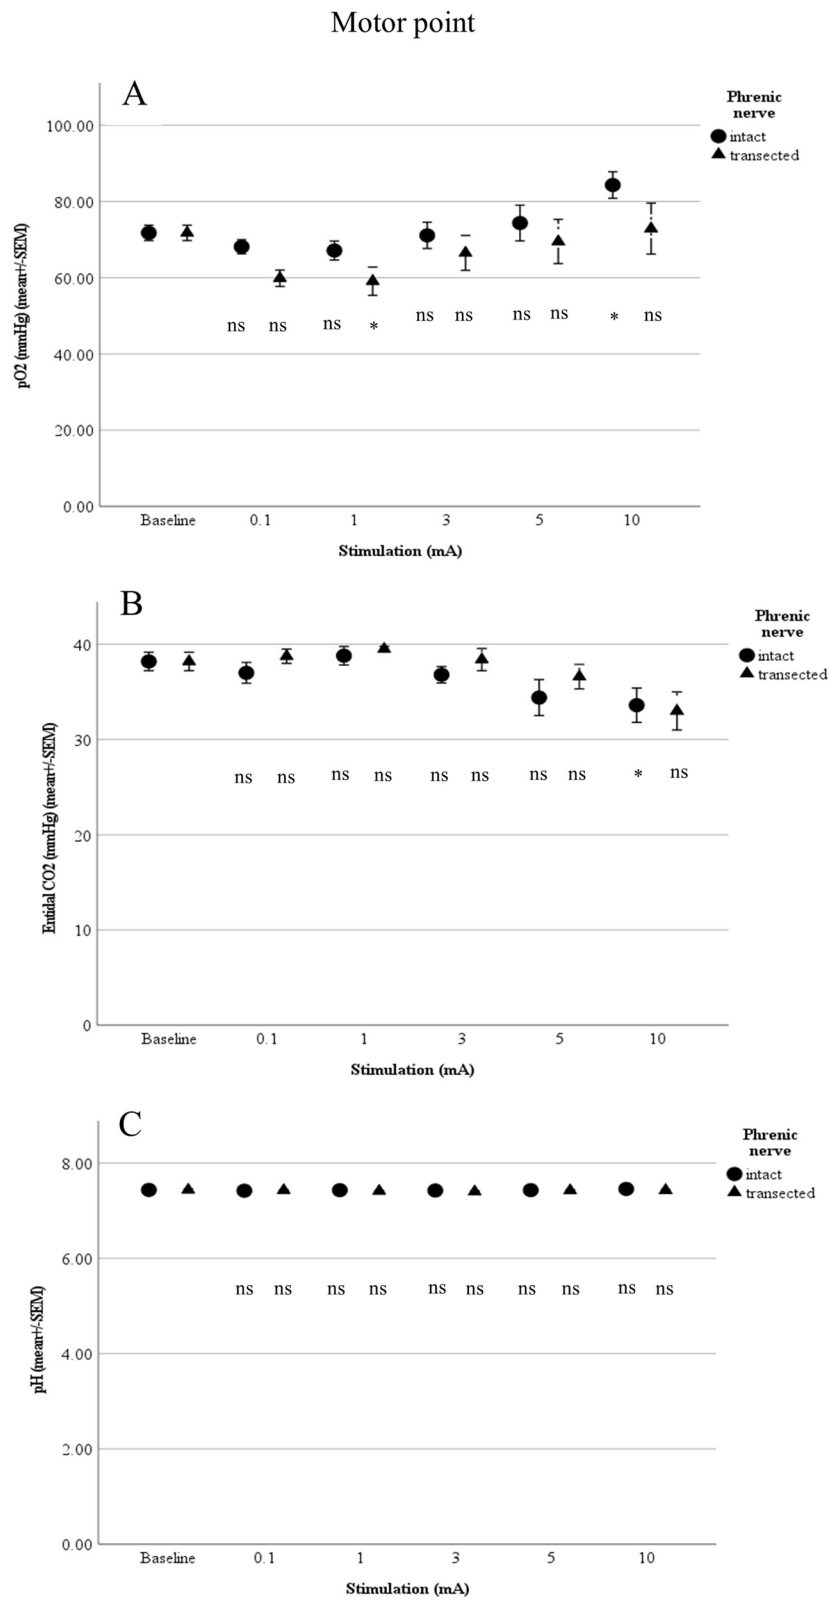 Motor point
A
Phrenic
nerve
intact
transected
pO2 (mmHg) (mean+/-SEM)
100.00
80.00
60.00
40.00
20.00
0.00
ns ns ns * ns ns ns ns * ns
Baseline 0.1 1 3 5 10
Stimulation (mA)
B
Phrenic
nerve
intact
transected
Entidal CO2 (mmHg) (mean+/-SEM)
40
30
20
10
0
ns ns ns ns ns ns ns ns * ns
Baseline 0.1 1 3 5 10
Stimulation (mA)
C
Phrenic
nerve
intact
transected
pH (mean+/-SEM)
8.00
6.00
4.00
2.00
0.00
ns ns ns ns ns ns ns ns ns ns
Baseline 0.1 1 3 5 10
Stimulation (mA)